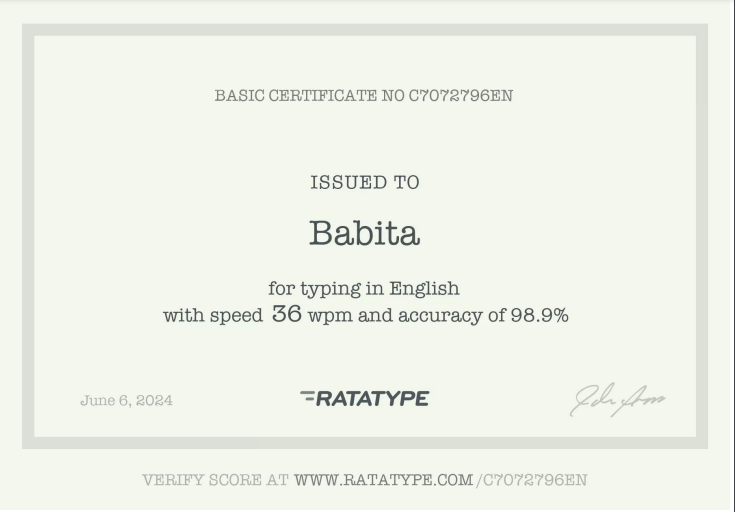 BASIC CERTIFICATE NO C7072796EN
ISSUED TO
Babita
for typing in English
with speed 36 wpm and accuracy of 98.9%
June 6, 2024
RATATYPE
VERIFY SCORE AT WWW.RATATYPE.COM/C7072796EN